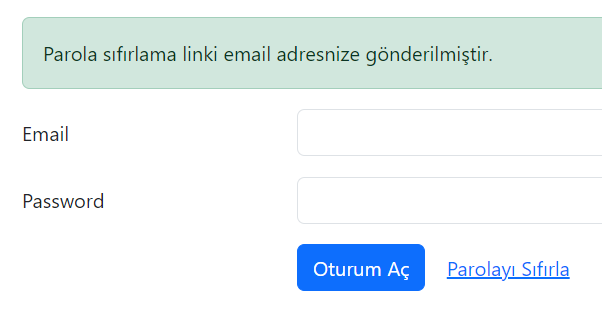 Parola sıfırlama linki email adresnize gönderilmiştir.
Email
Password
Oturum Aç
Parolayı Sıfırla